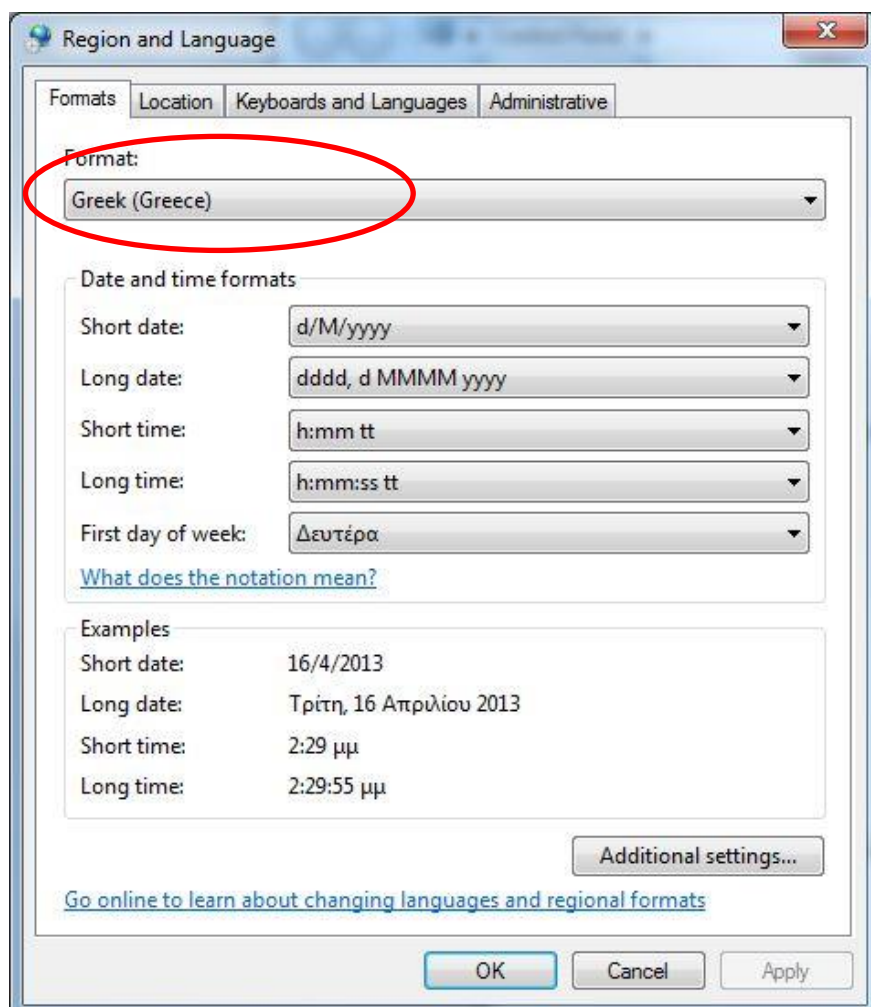 Region and Language
Formats Location Keyboards and Languages Administrative
Format:
Greek (Greece)
Date and time formats
Short date: d/M/yyyy
Long date: dddd, d MMMM yyyy
Short time: h:mm tt
Long time: h:mm:ss tt
First day of week: Δευτέρα
What does the notation mean?
Examples
Short date: 16/4/2013
Long date: Τρίτη, 16 Απριλίου 2013
Short time: 2:29 μμ
Long time: 2:29:55 μμ
Additional settings...
Go online to learn about changing languages and regional formats
OK Cancel Apply